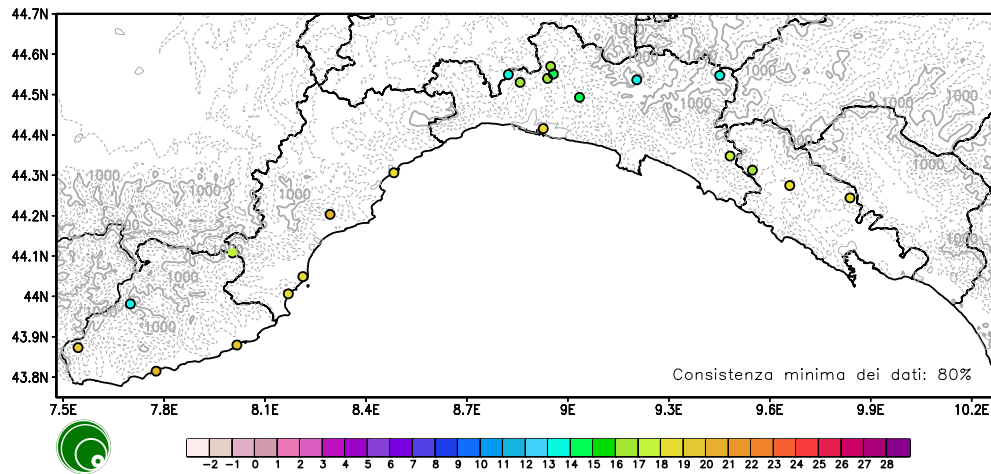 44.7N
44.6N
44.5N
44.4N
44.3N
44.2N
44.1N
44N
43.9N
43.8N
1000
1000
1000
1000
1000
1000
1000
1000
1000
1000
1000
1000
1000
1000
Consistenza minima dei dati: 80%
7.5E 7.8E 8.1E 8.4E 8.7E 9E 9.3E 9.6E 9.9E 10.2E
−2 −1 0 1 2 3 4 5 6 7 8 9 10 11 12 13 14 15 16 17 18 19 20 21 22 23 24 25 26 27 28